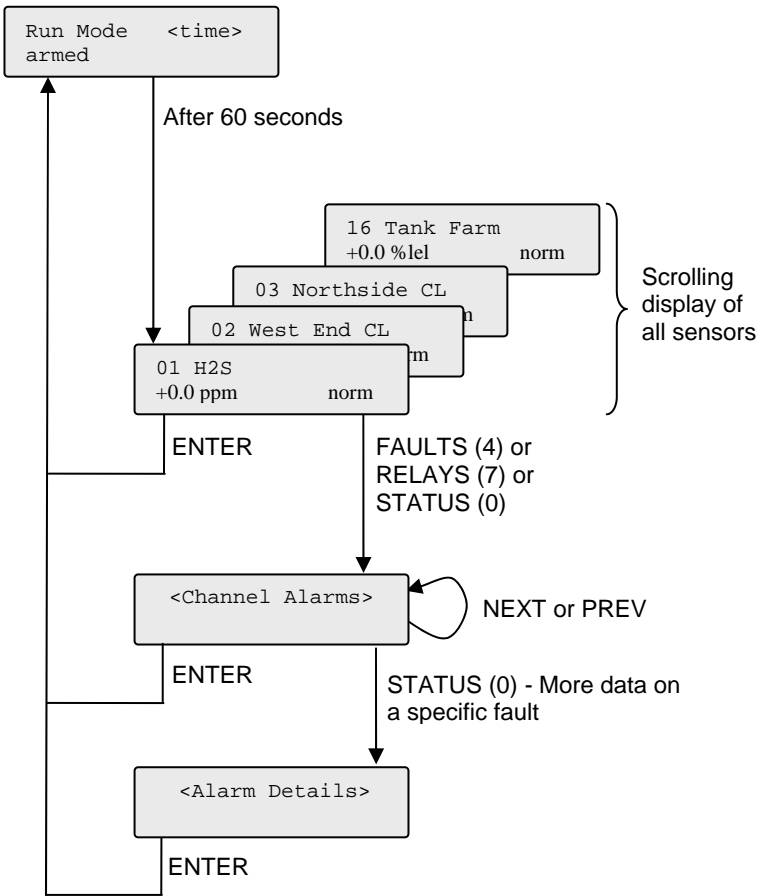 Run Mode <time>
armed
After 60 seconds
16 Tank Farm
+0.0 %lel norm
03 Northside CL
02 West End CL
01 H2S
+0.0 ppm norm
Scrolling
display of
all sensors
ENTER
FAULTS (4) or
RELAYS (7) or
STATUS (0)
<Channel Alarms>
NEXT or PREV
ENTER
STATUS (0) - More data on
a specific fault
<Alarm Details>
ENTER